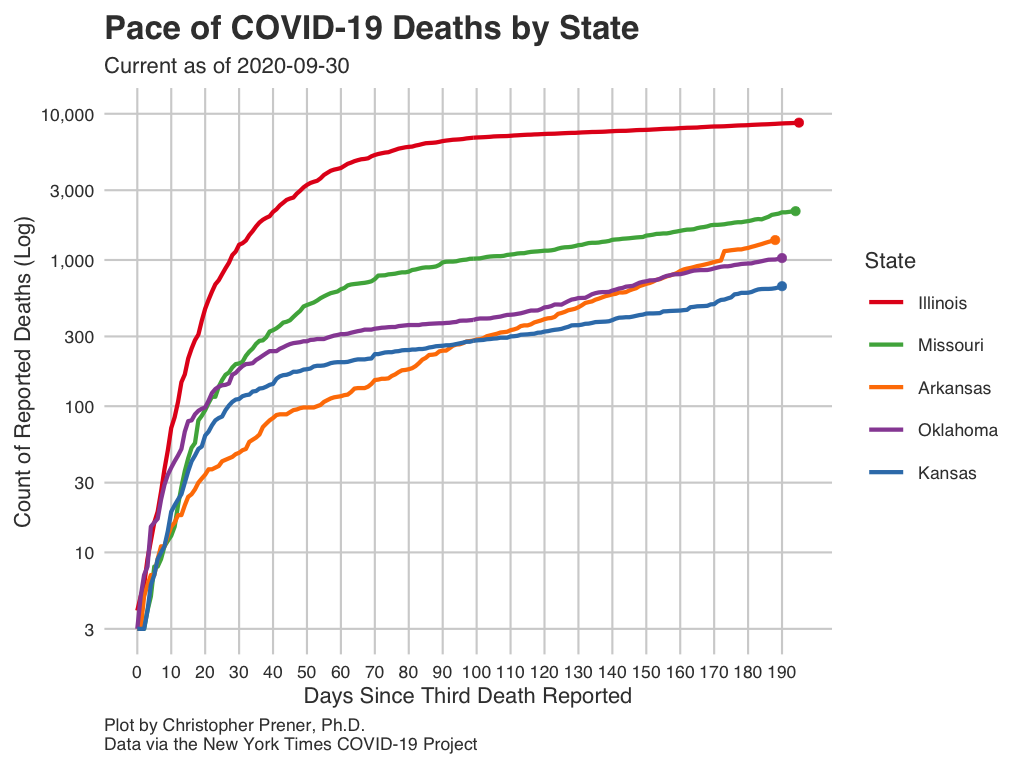 Pace of COVID-19 Deaths by State
Current as of 2020-09-30
Count of Reported Deaths (Log)
10,000
3,000
1,000
300
100
30
10
3
0 10 20 30 40 50 60 70 80 90 100 110 120 130 140 150 160 170 180 190
Days Since Third Death Reported
State
Illinois
Missouri
Arkansas
Oklahoma
Kansas
Plot by Christopher Prener, Ph.D.
Data via the New York Times COVID-19 Project